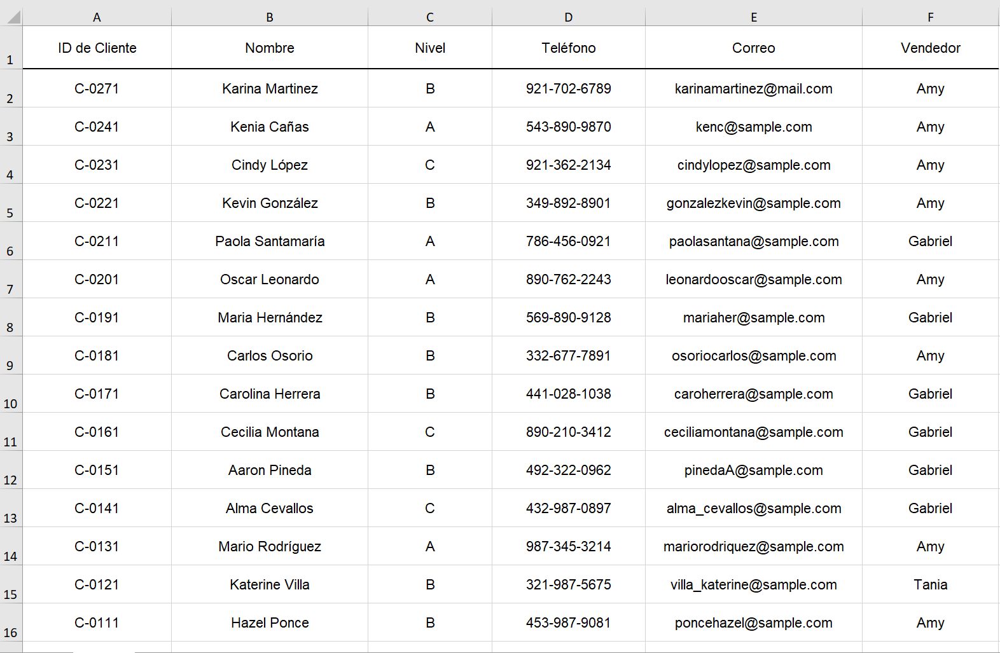 A B C D E F
1 ID de Cliente Nombre Nivel Teléfono Correo Vendedor
2 C-0271 Karina Martinez B 921-702-6789 karinamartinez@mail.com Amy
3 C-0241 Kenia Cañas A 543-890-9870 kenc@sample.com Amy
4 C-0231 Cindy López C 921-362-2134 cindylopez@sample.com Amy
5 C-0221 Kevin González B 349-892-8901 gonzalezkevin@sample.com Amy
6 C-0211 Paola Santamaría A 786-456-0921 paolasantana@sample.com Gabriel
7 C-0201 Oscar Leonardo A 890-762-2243 leonardooscar@sample.com Amy
8 C-0191 Maria Hernández B 569-890-9128 mariaher@sample.com Gabriel
9 C-0181 Carlos Osorio B 332-677-7891 osoriocarlos@sample.com Amy
10 C-0171 Carolina Herrera B 441-028-1038 caroherrera@sample.com Gabriel
11 C-0161 Cecilia Montana C 890-210-3412 ceciliamontana@sample.com Gabriel
12 C-0151 Aaron Pineda B 492-322-0962 pinedaA@sample.com Gabriel
13 C-0141 Alma Cevallos C 432-987-0897 alma_cevallos@sample.com Gabriel
14 C-0131 Mario Rodríguez A 987-345-3214 mariorodriquez@sample.com Amy
15 C-0121 Katerine Villa B 321-987-5675 villa_katerine@sample.com Tania
16 C-0111 Hazel Ponce B 453-987-9081 poncehazel@sample.com Amy